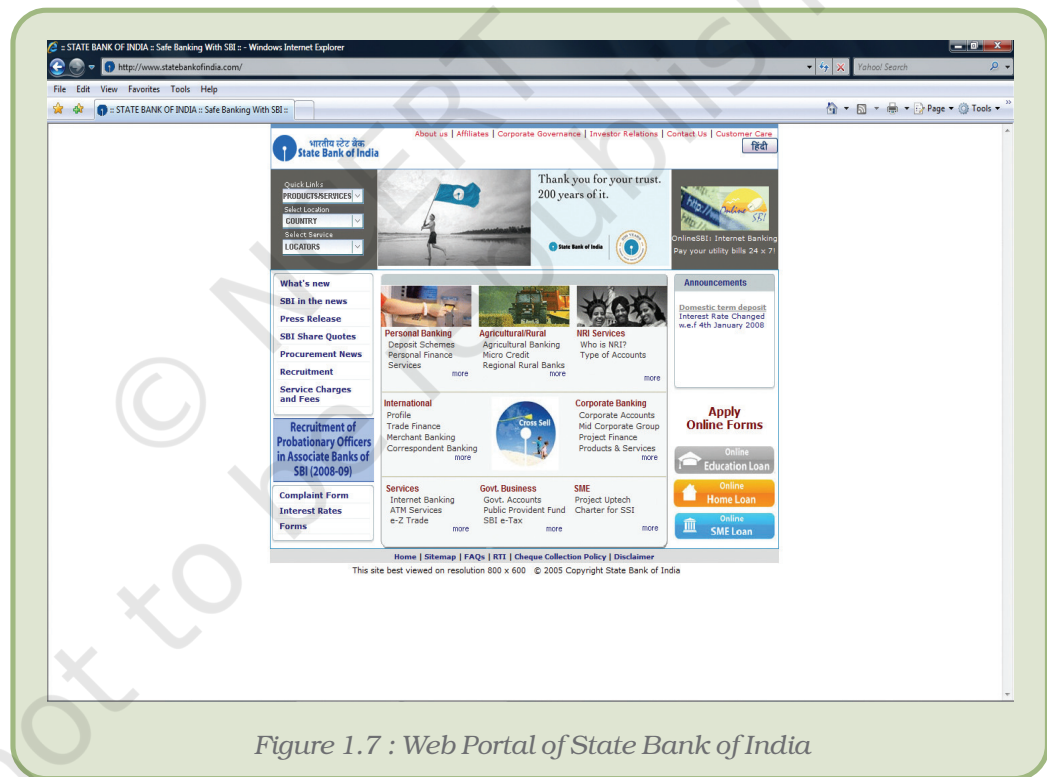 :: STATE BANK OF INDIA :: Safe Banking With SBI :: - Windows Internet Explorer
http://www.statebankofindia.com/
Yahoo! Search
File Edit View Favorites Tools Help
:: STATE BANK OF INDIA :: Safe Banking With SBI ::
Page Tools
About us | Affiliates | Corporate Governance | Investor Relations | Contact Us | Customer Care
भारतीय स्टेट बैंक
State Bank of India
हिंदी
Quick Links
PRODUCTS/SERVICES
Select Location
COUNTRY
Select Service
LOCATORS
Thank you for your trust.
200 years of it.
State Bank of India
http://
http://
Online
SBI
OnlineSBI: Internet Banking
Pay your utility bills 24 x 7!
What's new
SBI in the news
Press Release
SBI Share Quotes
Procurement News
Recruitment
Service Charges
and Fees
Recruitment of
Probationary Officers
in Associate Banks of
SBI (2008-09)
Complaint Form
Interest Rates
Forms
Personal Banking
Deposit Schemes
Personal Finance
Services
more
Agricultural/Rural
Agricultural Banking
Micro Credit
Regional Rural Banks
more
NRI Services
Who is NRI?
Type of Accounts
more
International
Profile
Trade Finance
Merchant Banking
Correspondent Banking
more
Cross Sell
Corporate Banking
Corporate Accounts
Mid Corporate Group
Project Finance
Products & Services
more
Services
Internet Banking
ATM Services
e-Z Trade
more
Govt. Business
Govt. Accounts
Public Provident Fund
SBI e-Tax
more
SME
Project Uptech
Charter for SSI
more
Announcements
Domestic term deposit
Interest Rate Changed
w.e.f 4th January 2008
Apply
Online Forms
Online
Education Loan
Online
Home Loan
Online
SME Loan
Home | Sitemap | FAQs | RTI | Cheque Collection Policy | Disclaimer
This site best viewed on resolution 800 x 600 © 2005 Copyright State Bank of India
Figure 1.7 : Web Portal of State Bank of India
© NCERT
not to be republish